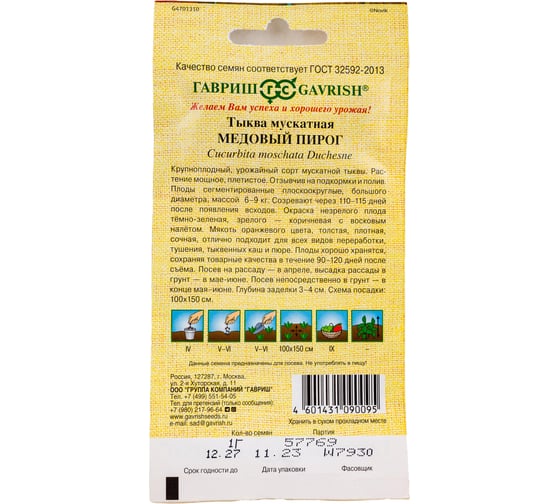 G4791310
©Novik
Качество семян соответствует ГОСТ 32592-2013
ГАВРИШ GAVRISH®
Желаем Вам успеха и хорошего урожая!
Тыква мускатная
МЕДОВЫЙ ПИРОГ
Cucurbita moschata Duchesne
Крупноплодный, урожайный сорт мускатной тыквы. Рас-
тение мощное, плетистое. Отзывчив на подкормки и полив.
Плоды сегментированные плоскоокруглые, большого
диаметра, массой 6–9 кг. Созревают через 110–115 дней
после появления всходов. Окраска незрелого плода
тёмно-зеленая, зрелого — коричневая с восковым
налётом. Мякоть оранжевого цвета, толстая, плотная,
сочная, отлично подходит для всех видов переработки,
тушения, тыквенных каш и пюре. Плоды хорошо хранятся,
сохраняя товарные качества в течение 90–120 дней после
съёма. Посев на рассаду — в апреле, высадка рассады в
грунт — в мае-июне. Посев непосредственно в грунт — в
конце мая-июне. Глубина заделки 3–4 см. Схема посадки:
100х150 см.
IV V–VI V–VI 100х150 см IX
Данные семена предназначены для посева. Не употреблять в пищу!
Россия, 127287, г. Москва,
ул. 2-я Хуторская, д. 11
ООО "ГРУППА КОМПАНИЙ "ГАВРИШ"
Тел.: +7 (499) 551-54-05
Тел. для претензий (только сообщения):
+7 (980) 217-96-64
www.gavrishseeds.ru
e-mail: sad@gavrish.ru
4 601431 090095
Хранить в сухом прохладном месте
Кол-во семян Партия
1Г 57769
12.27 11.23 W7930
Срок годности до Дата упаковки Фасовщик